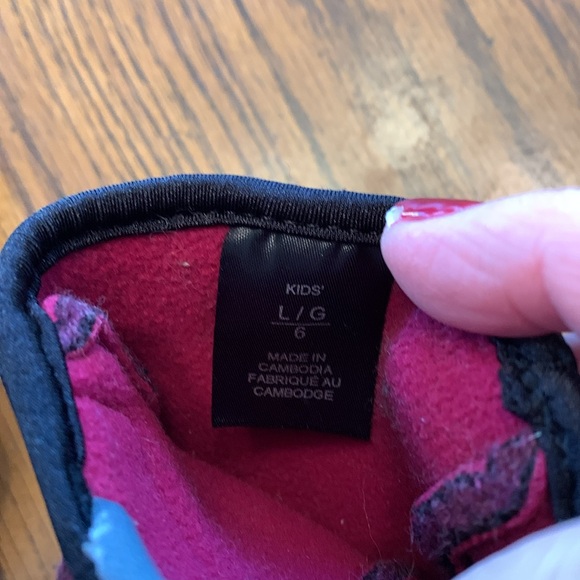 KIDS'
L / G
6
MADE IN
CAMBODIA
FABRIQUÉ AU
CAMBODGE